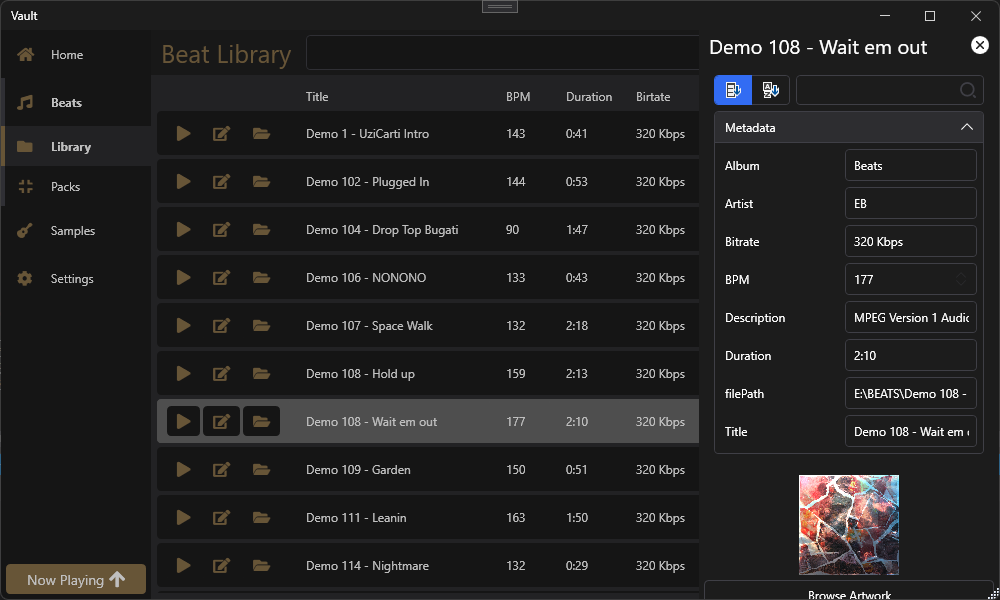 Vault
Home
Beats
Library
Packs
Samples
Settings
Now Playing
Beat Library
Title BPM Duration Birtate
Demo 1 - UziCarti Intro 143 0:41 320 Kbps
Demo 102 - Plugged In 144 0:53 320 Kbps
Demo 104 - Drop Top Bugati 90 1:47 320 Kbps
Demo 106 - NONONO 133 0:43 320 Kbps
Demo 107 - Space Walk 132 2:18 320 Kbps
Demo 108 - Hold up 159 2:13 320 Kbps
Demo 108 - Wait em out 177 2:10 320 Kbps
Demo 109 - Garden 150 0:51 320 Kbps
Demo 111 - Leanin 163 1:50 320 Kbps
Demo 114 - Nightmare 132 0:29 320 Kbps
Demo 108 - Wait em out
Metadata
Album Beats
Artist EB
Bitrate 320 Kbps
BPM 177
Description MPEG Version 1 Audic
Duration 2:10
filePath E:\BEATS\Demo 108 -
Title Demo 108 - Wait em
Browse Artwork